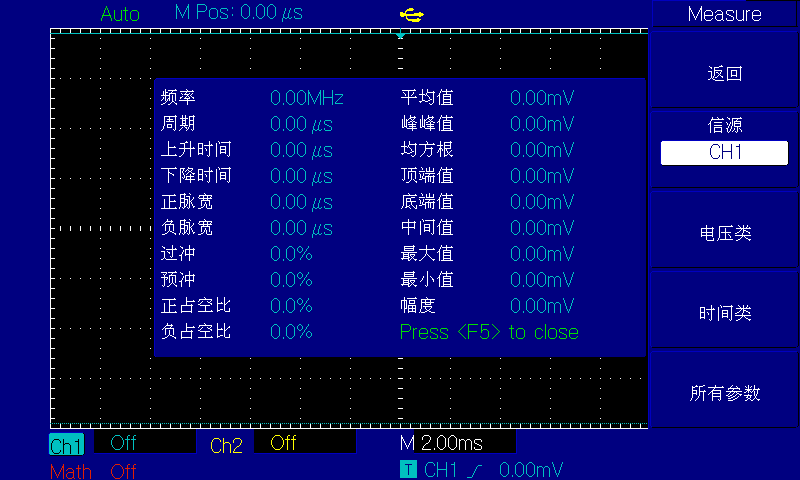 Auto M Pos: 0.00 μs Measure
返回
信源
CH1
电压类
时间类
所有参数
频率 0.00MHz 平均值 0.00mV
周期 0.00 μs 峰峰值 0.00mV
上升时间 0.00 μs 均方根 0.00mV
下降时间 0.00 μs 顶端值 0.00mV
正脉宽 0.00 μs 底端值 0.00mV
负脉宽 0.00 μs 中间值 0.00mV
过冲 0.0% 最大值 0.00mV
预冲 0.0% 最小值 0.00mV
正占空比 0.0% 幅度 0.00mV
负占空比 0.0% Press <F5> to close
Ch1 Off Ch2 Off M 2.00ms
Math Off T CH1 0.00mV